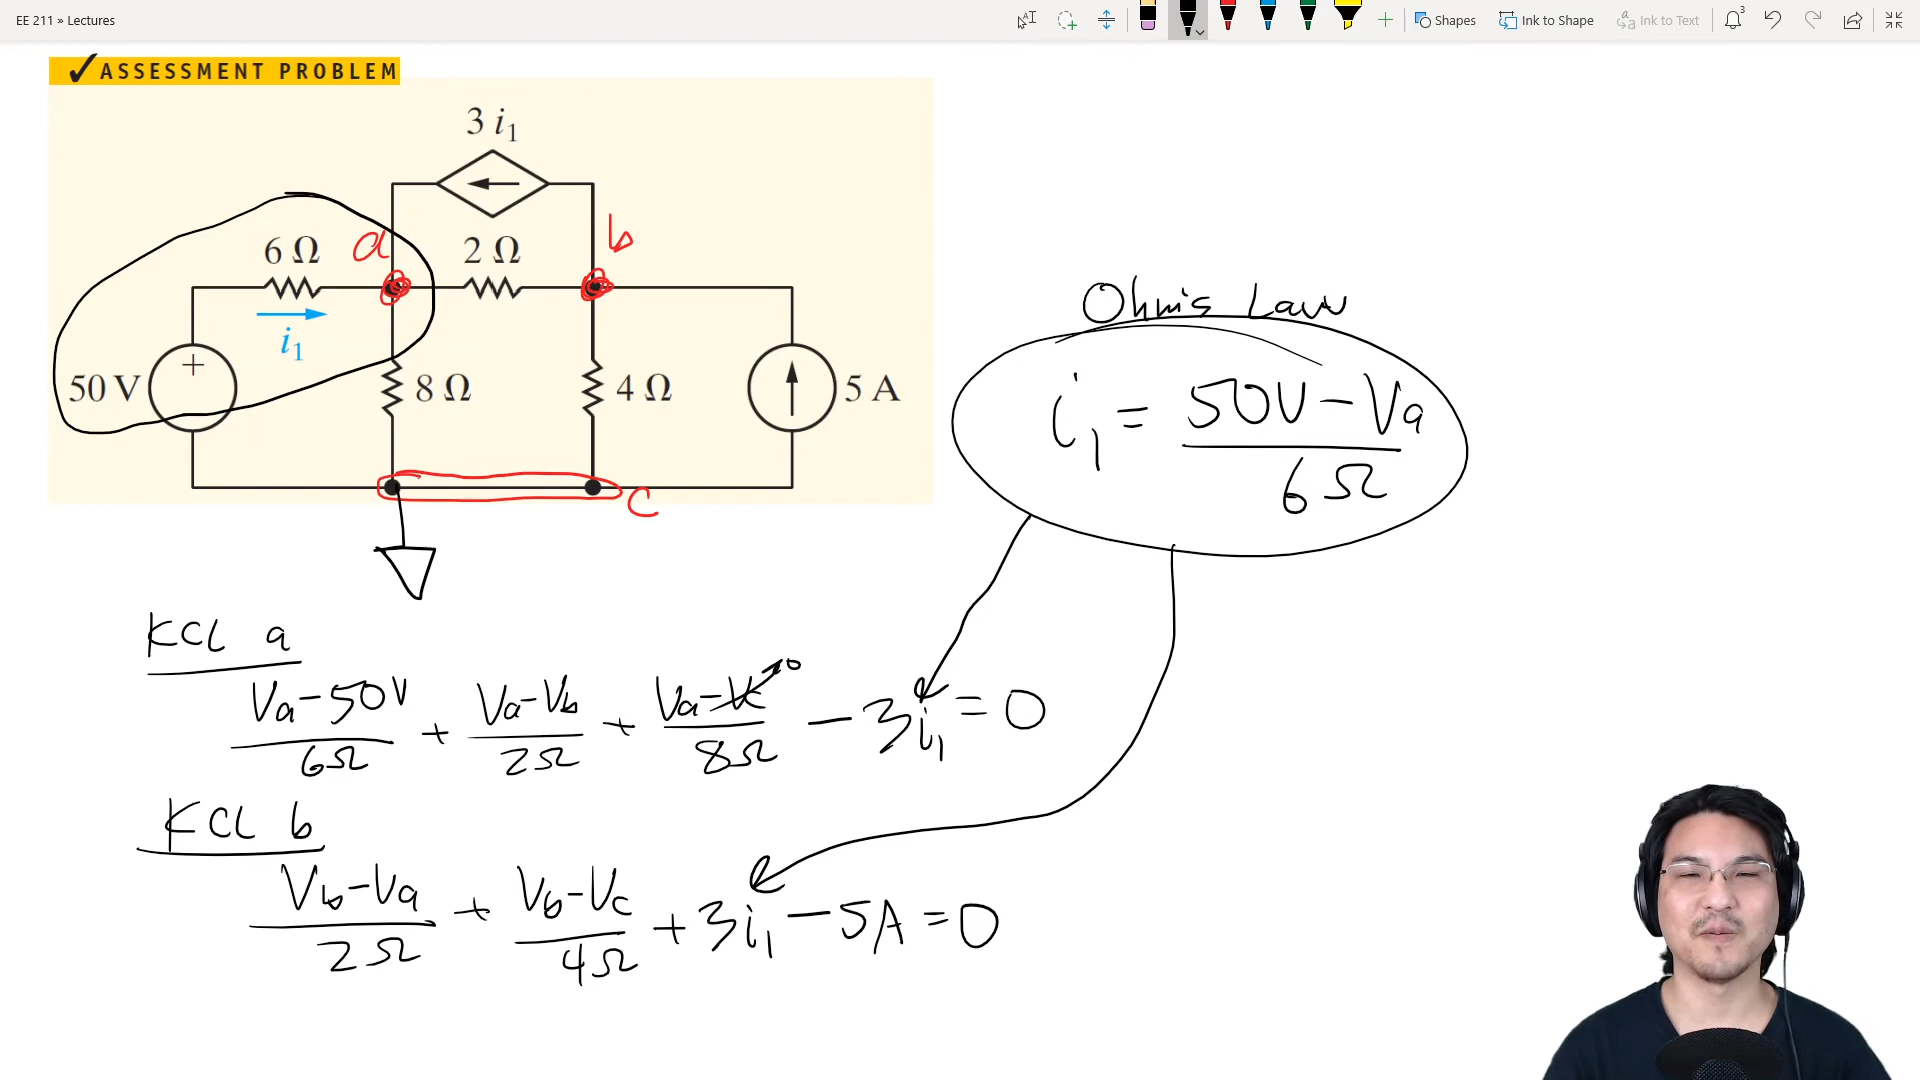 EE 211 » Lectures
Shapes
Ink to Shape
Ink to Text
3
✓ASSESSMENT PROBLEM
3 i₁
6 Ω
a
2 Ω
b
i₁
50 V
+
8 Ω
4 Ω
5 A
c
Ohm's Law
i₁ = (50V − Va) / 6Ω
KCL a
(Va − 50V) / 6Ω + (Va − Vb) / 2Ω + (Va − Vc) / 8Ω − 3i₁ = 0
0
KCL b
(Vb − Va) / 2Ω + (Vb − Vc) / 4Ω + 3i₁ − 5A = 0